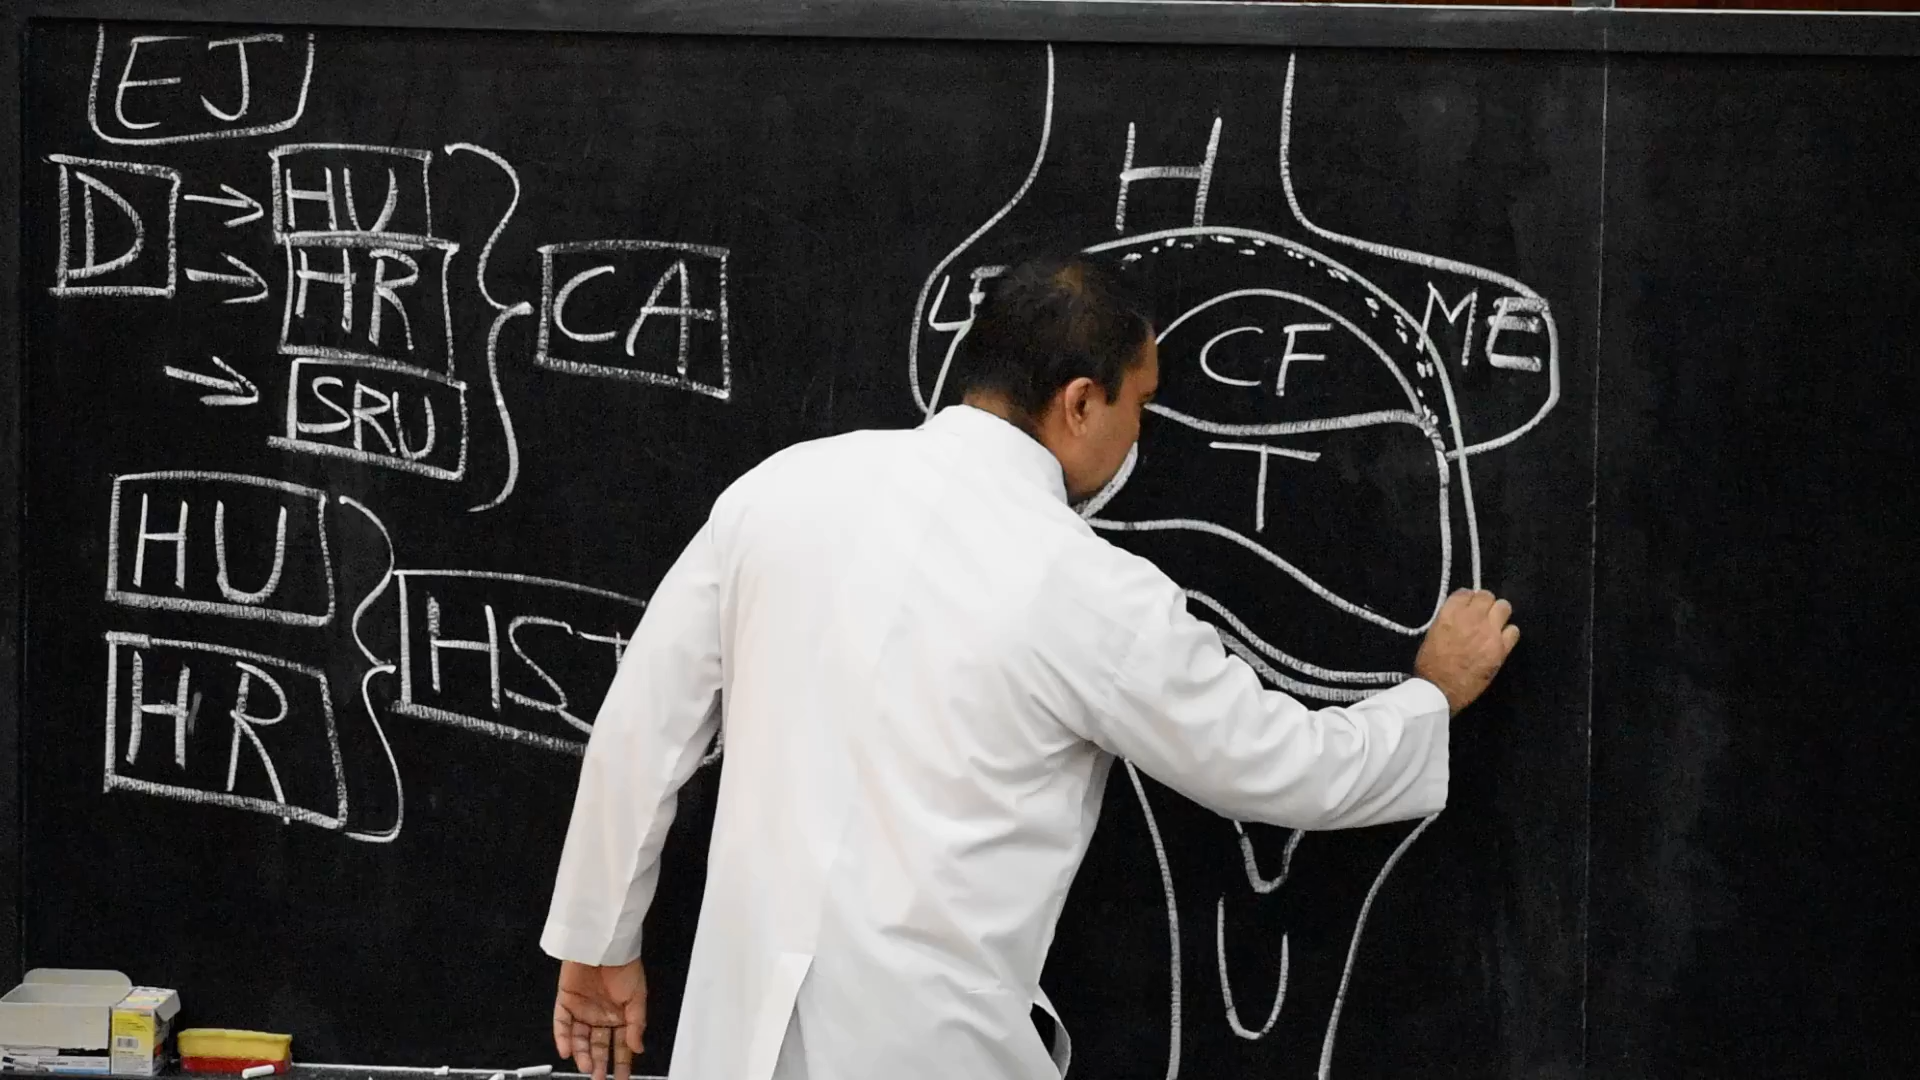 EJ
D → HU
→ HR
→ SRU
CA
HU
HR
H
ME
CF
T
U